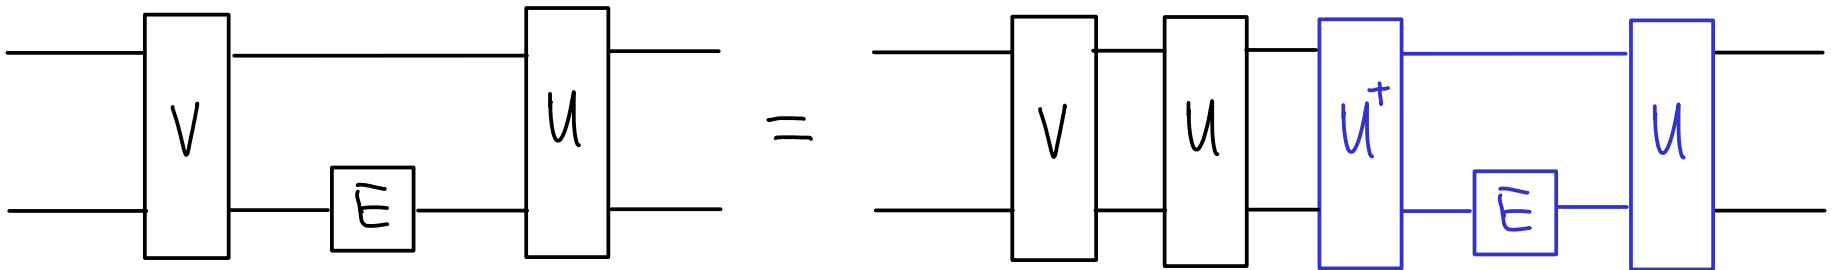 V E U = V U U† E U